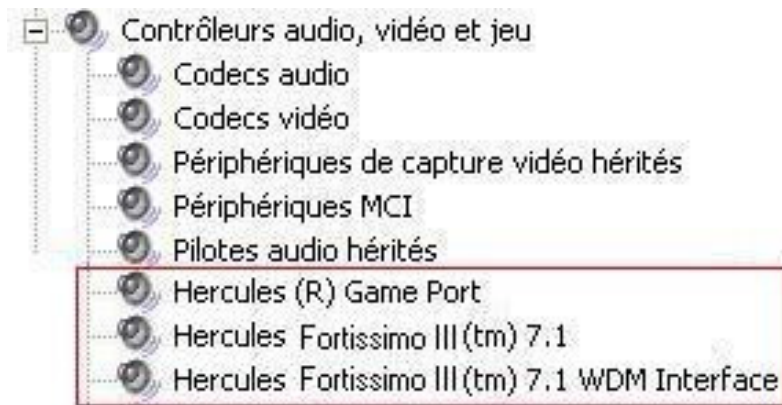 Contrôleurs audio, vidéo et jeu
Codecs audio
Codecs vidéo
Périphériques de capture vidéo hérités
Périphériques MCI
Pilotes audio hérités
Hercules (R) Game Port
Hercules Fortissimo III(tm) 7.1
Hercules Fortissimo III(tm) 7.1 WDM Interface